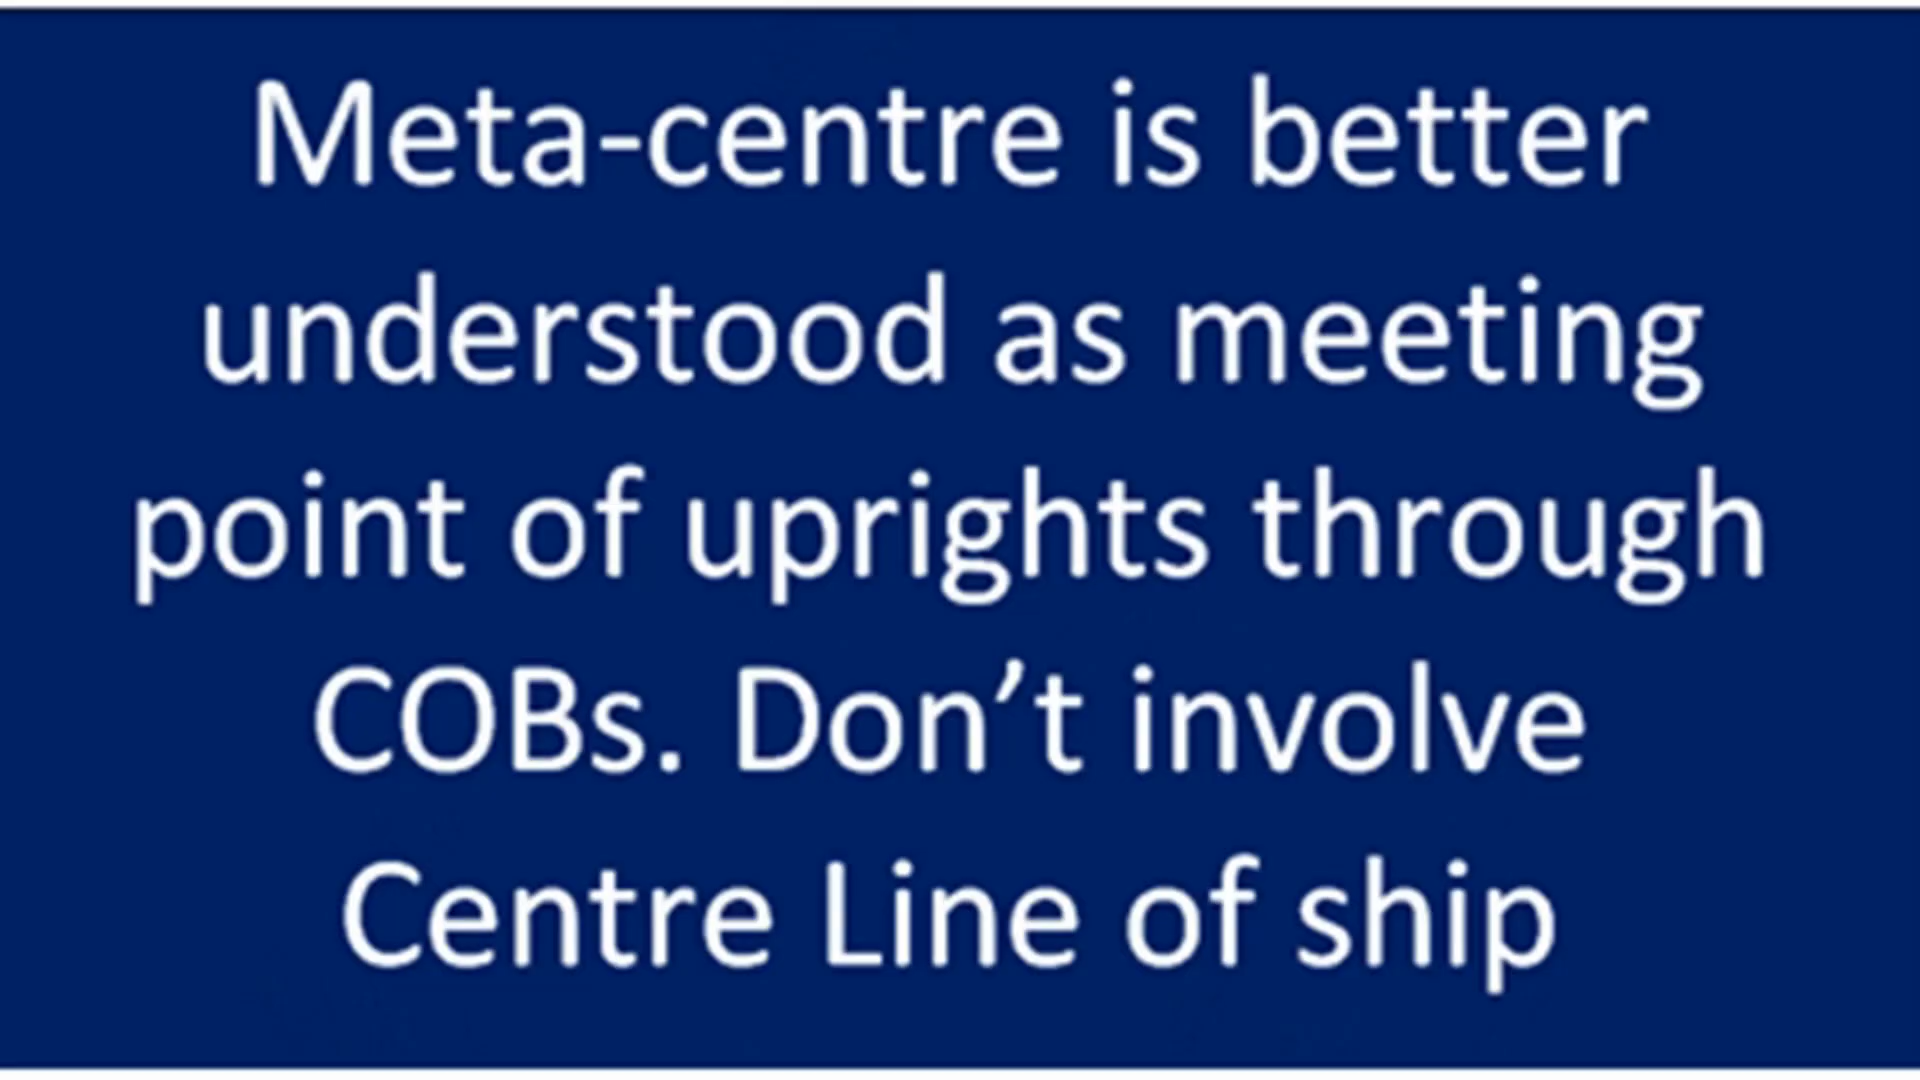 Meta-centre is better
understood as meeting
point of uprights through
COBs. Don’t involve
Centre Line of ship